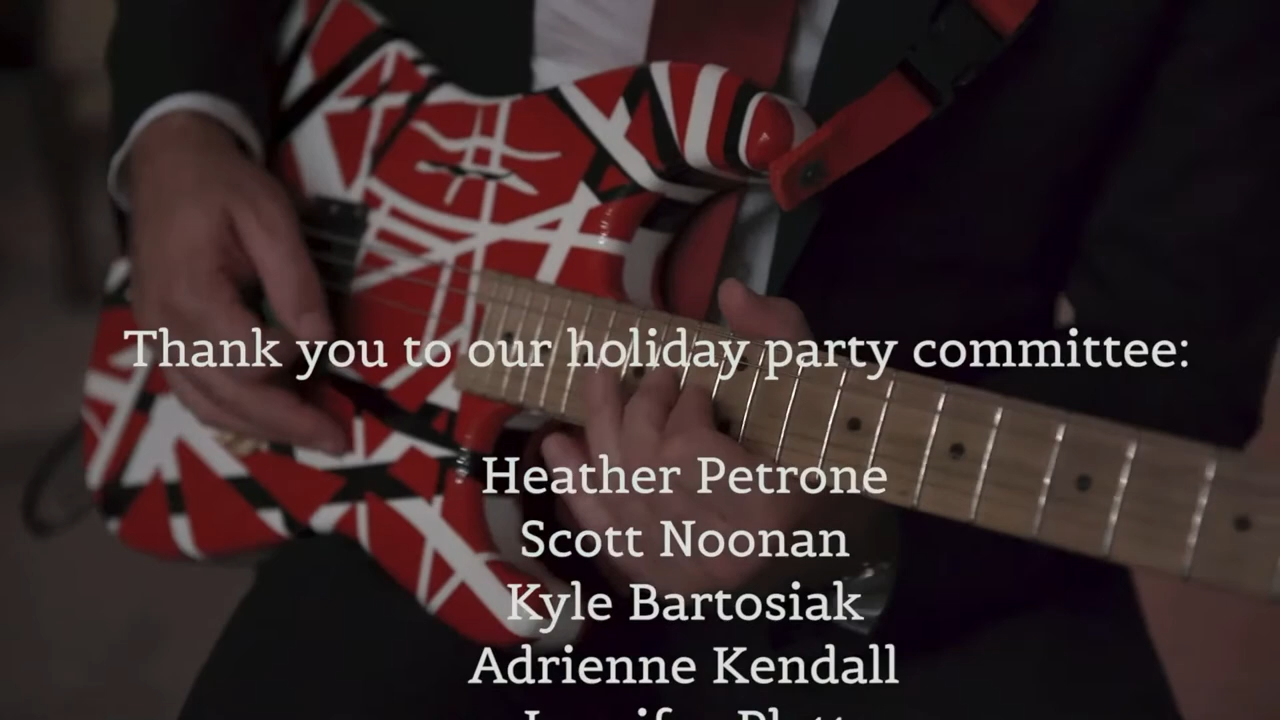 Thank you to our holiday party committee:
Heather Petrone
Scott Noonan
Kyle Bartosiak
Adrienne Kendall